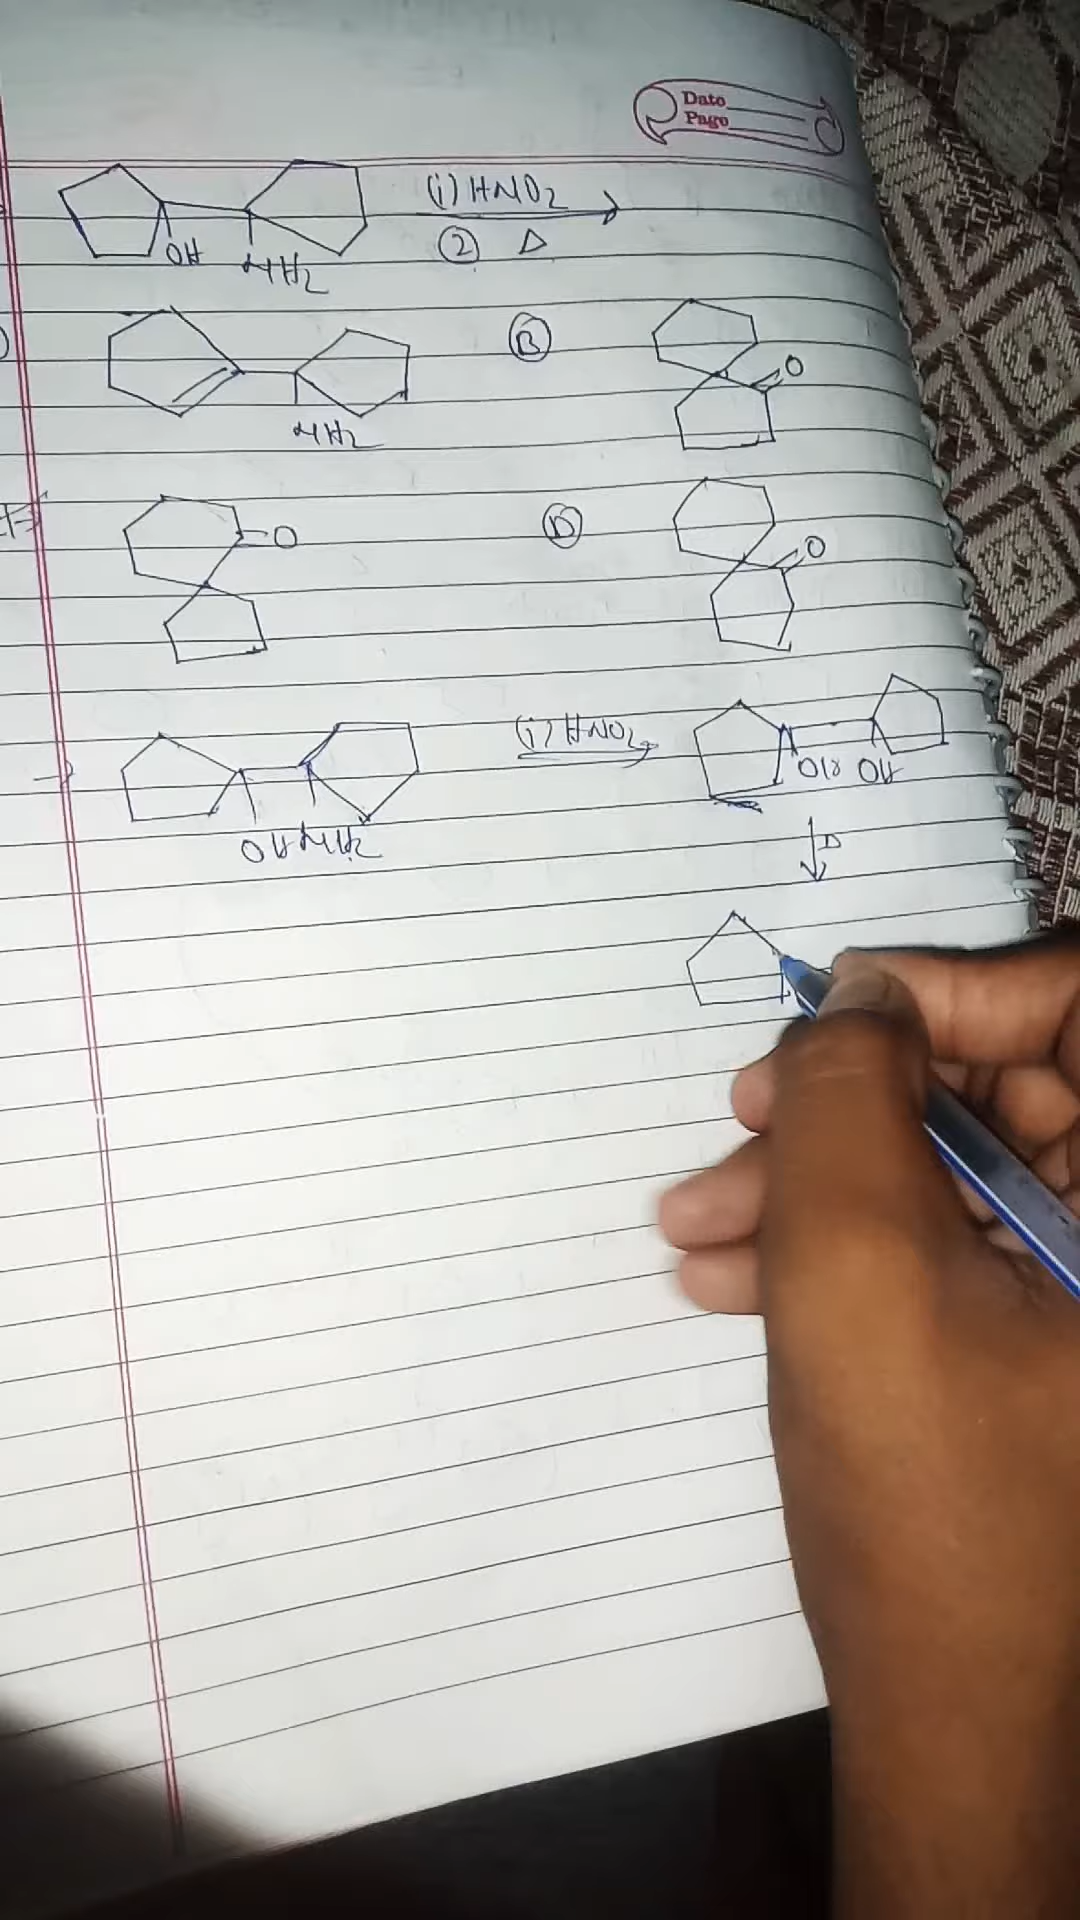 Date
Page
(i) HNO2
OH NH2
② Δ
Ⓑ
O
NH2
O
Ⓓ
O
(i) HNO2
OH OH
OH NH2
Δ